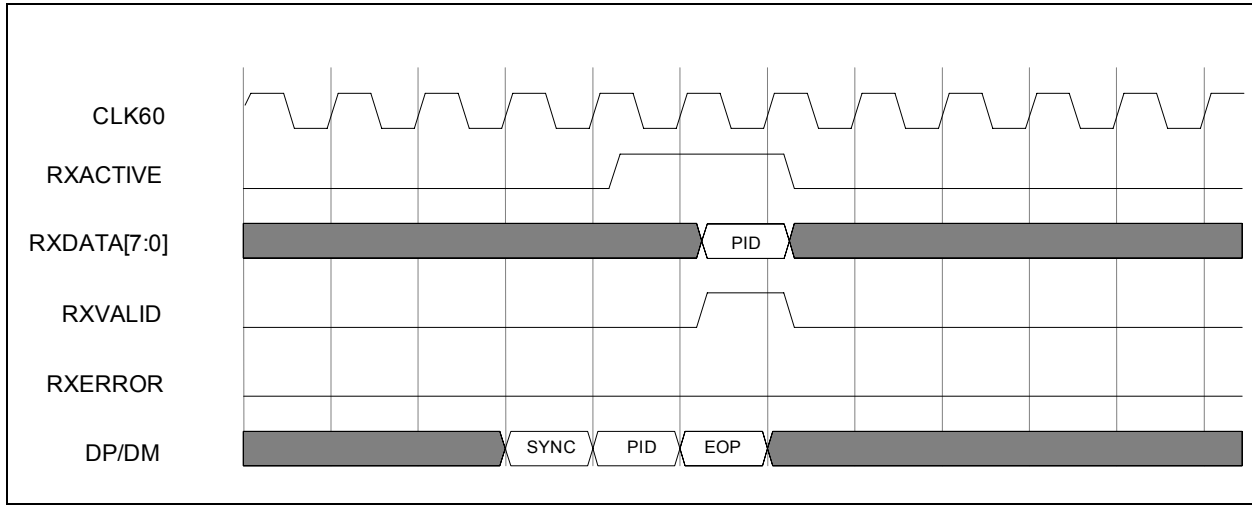 CLK60
RXACTIVE
RXDATA[7:0] PID
RXVALID
RXERROR
DP/DM SYNC PID EOP